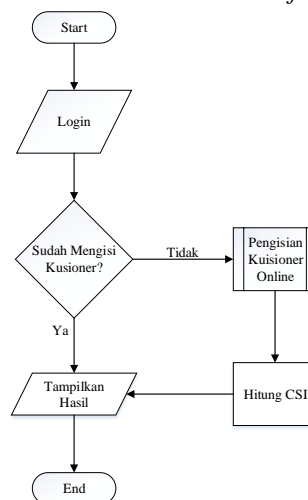 Start
Login
Sudah Mengisi
Kusioner?
Tidak
Pengisian
Kuisioner
Online
Ya
Tampilkan
Hasil
Hitung CSI
End